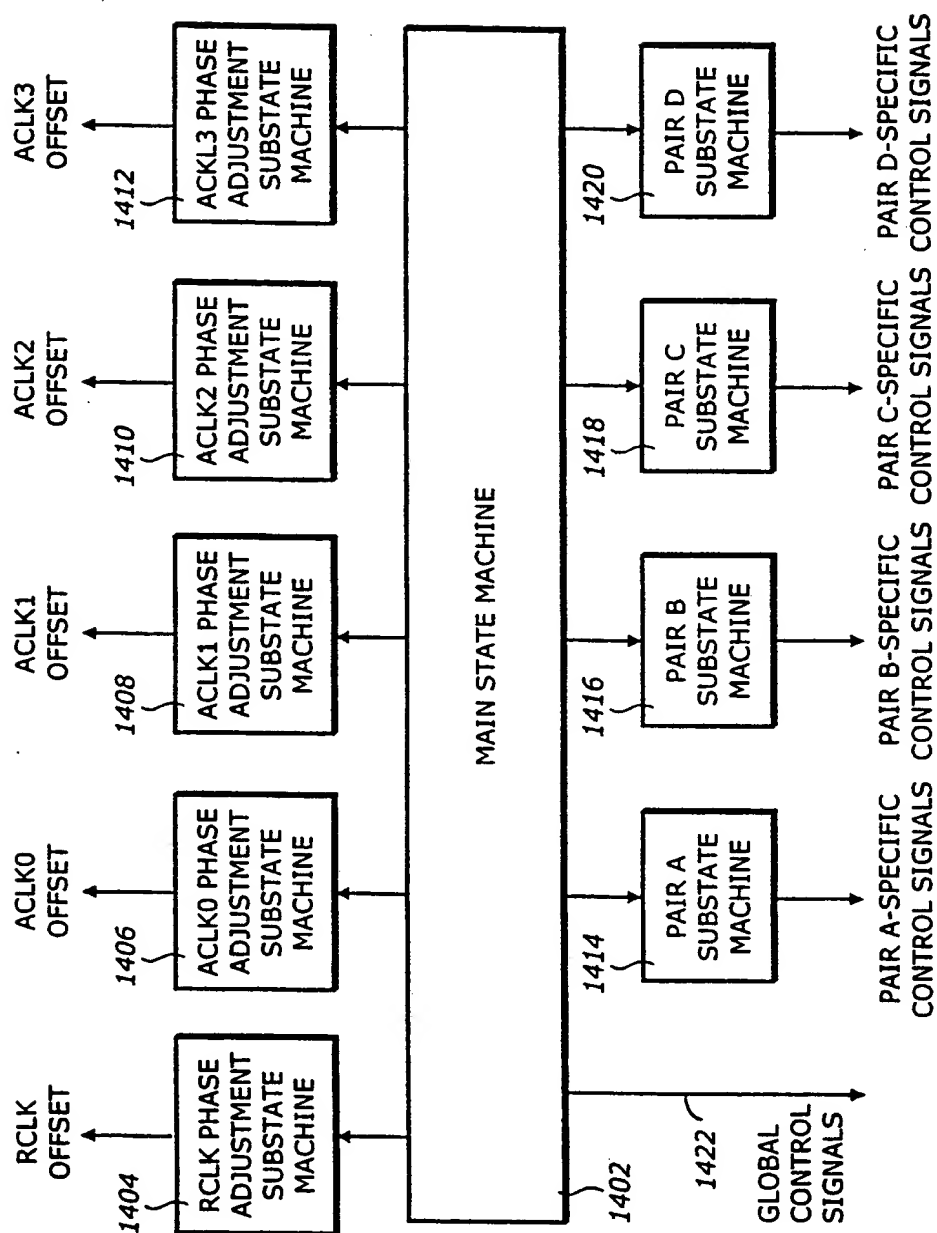 RCLK
OFFSET
ACLK0
OFFSET
ACLK1
OFFSET
ACLK2
OFFSET
ACLK3
OFFSET
1404
RCLK PHASE
ADJUSTMENT
SUBSTATE
MACHINE
1406
ACLK0 PHASE
ADJUSTMENT
SUBSTATE
MACHINE
1408
ACLK1 PHASE
ADJUSTMENT
SUBSTATE
MACHINE
1410
ACLK2 PHASE
ADJUSTMENT
SUBSTATE
MACHINE
1412
ACKL3 PHASE
ADJUSTMENT
SUBSTATE
MACHINE
MAIN STATE MACHINE
1402
1422
GLOBAL
CONTROL
SIGNALS
1414
PAIR A
SUBSTATE
MACHINE
1416
PAIR B
SUBSTATE
MACHINE
1418
PAIR C
SUBSTATE
MACHINE
1420
PAIR D
SUBSTATE
MACHINE
PAIR A-SPECIFIC
CONTROL SIGNALS
PAIR B-SPECIFIC
CONTROL SIGNALS
PAIR C-SPECIFIC
CONTROL SIGNALS
PAIR D-SPECIFIC
CONTROL SIGNALS